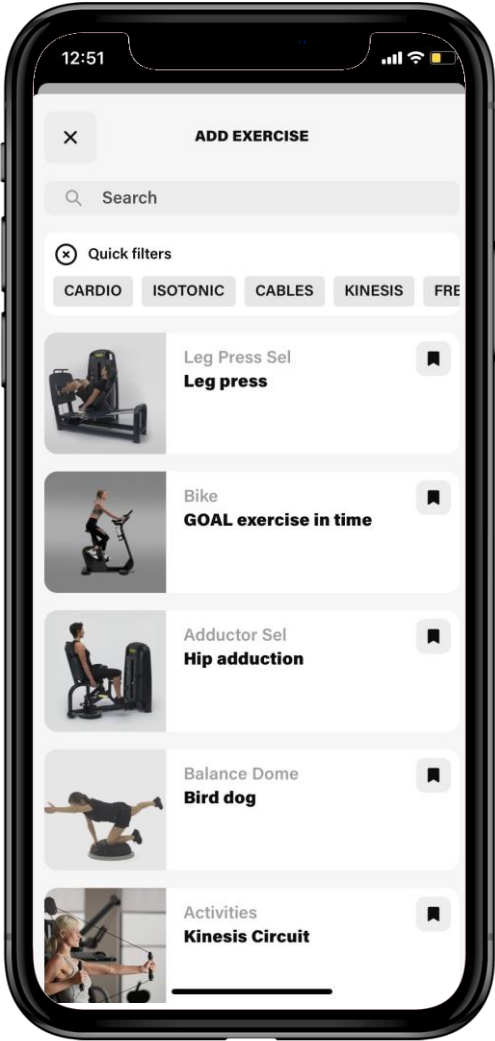 12:51
ADD EXERCISE
Search
Quick filters
CARDIO ISOTONIC CABLES KINESIS FRE
Leg Press Sel
Leg press
Bike
GOAL exercise in time
Adductor Sel
Hip adduction
Balance Dome
Bird dog
Activities
Kinesis Circuit